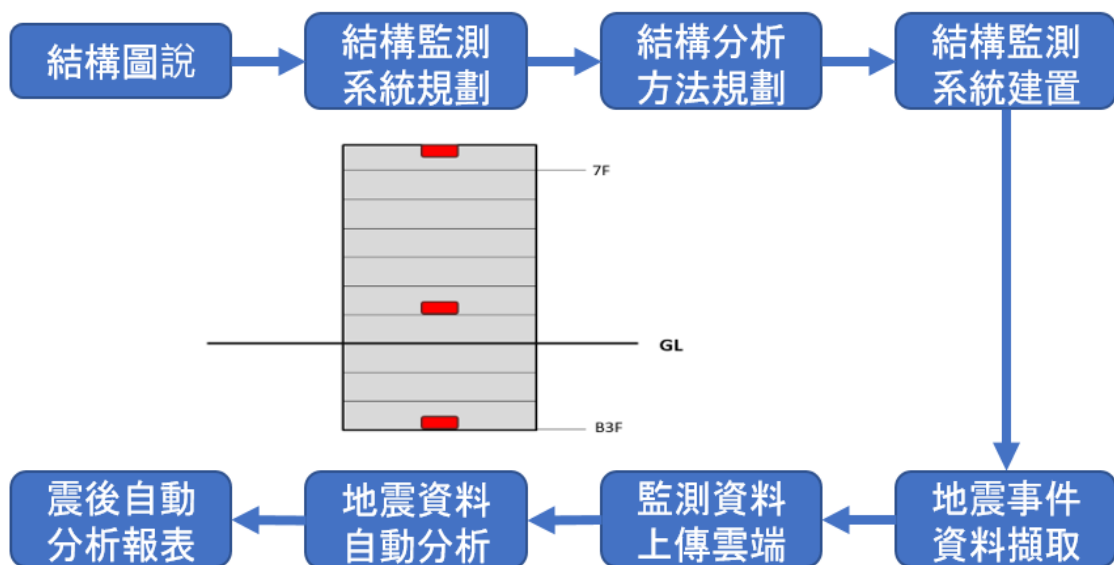 結構圖說
結構監測
系統規劃
結構分析
方法規劃
結構監測
系統建置
7F
GL
B3F
地震事件
資料擷取
監測資料
上傳雲端
地震資料
自動分析
震後自動
分析報表